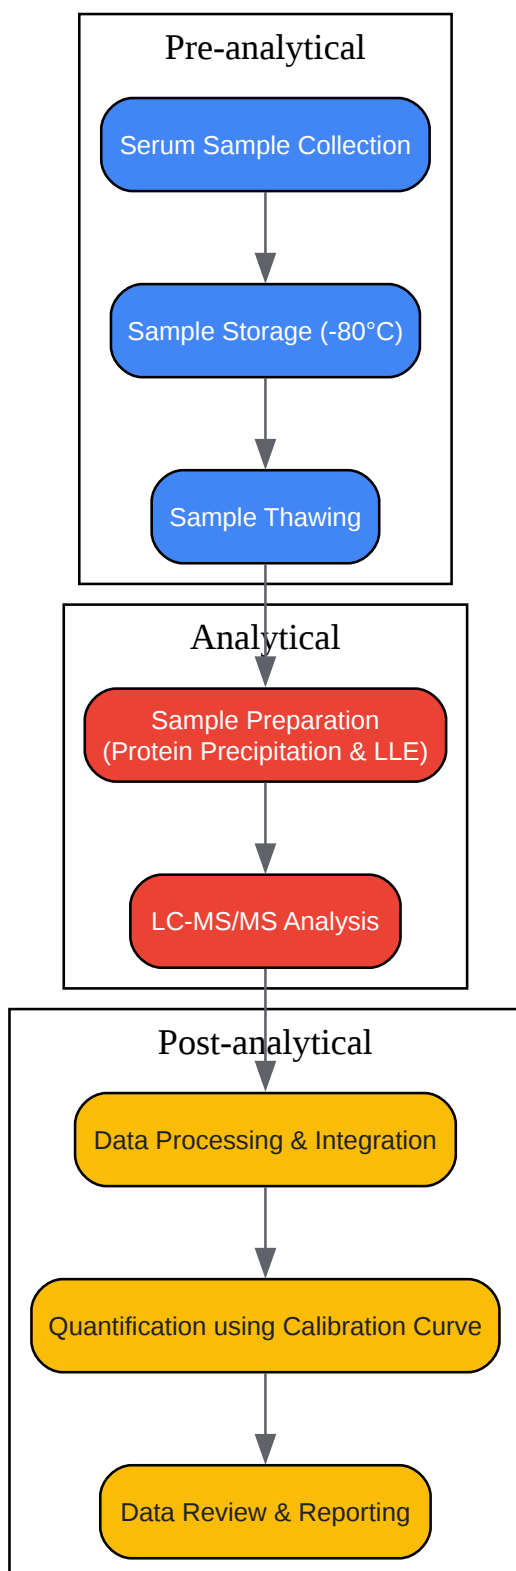 Pre-analytical
Serum Sample Collection
Sample Storage (-80°C)
Sample Thawing
Analytical
Sample Preparation
(Protein Precipitation & LLE)
LC-MS/MS Analysis
Post-analytical
Data Processing & Integration
Quantification using Calibration Curve
Data Review & Reporting